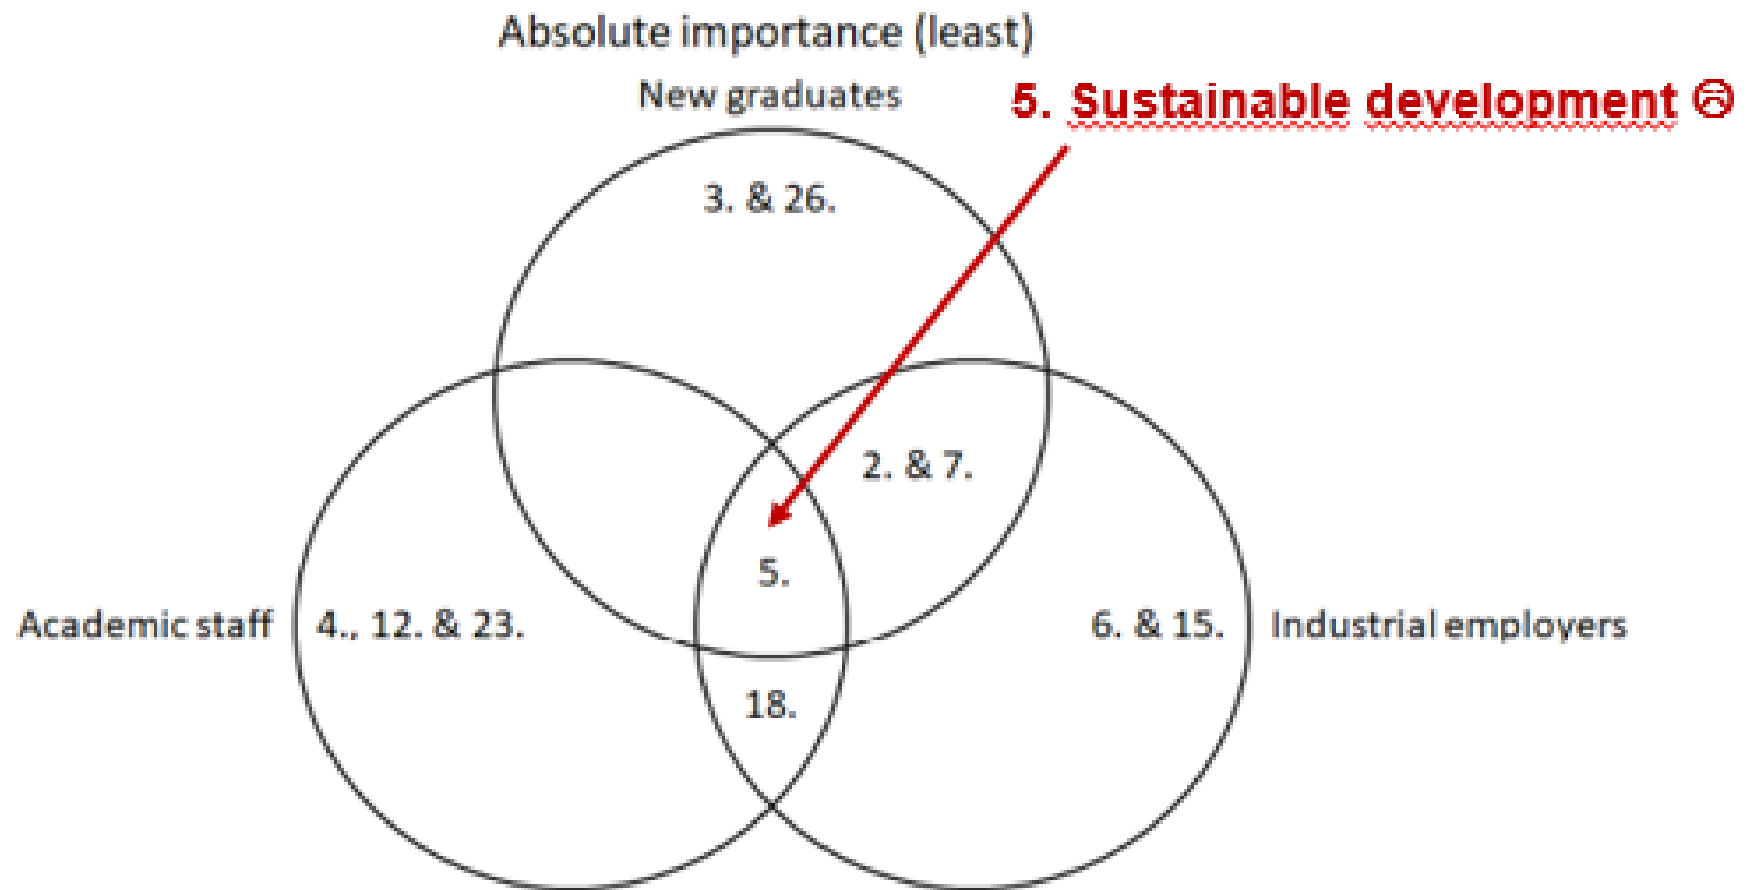 Absolute importance (least)
New graduates
5. Sustainable development ☹
3. & 26.
2. & 7.
5.
Academic staff
4., 12. & 23.
6. & 15.
Industrial employers
18.